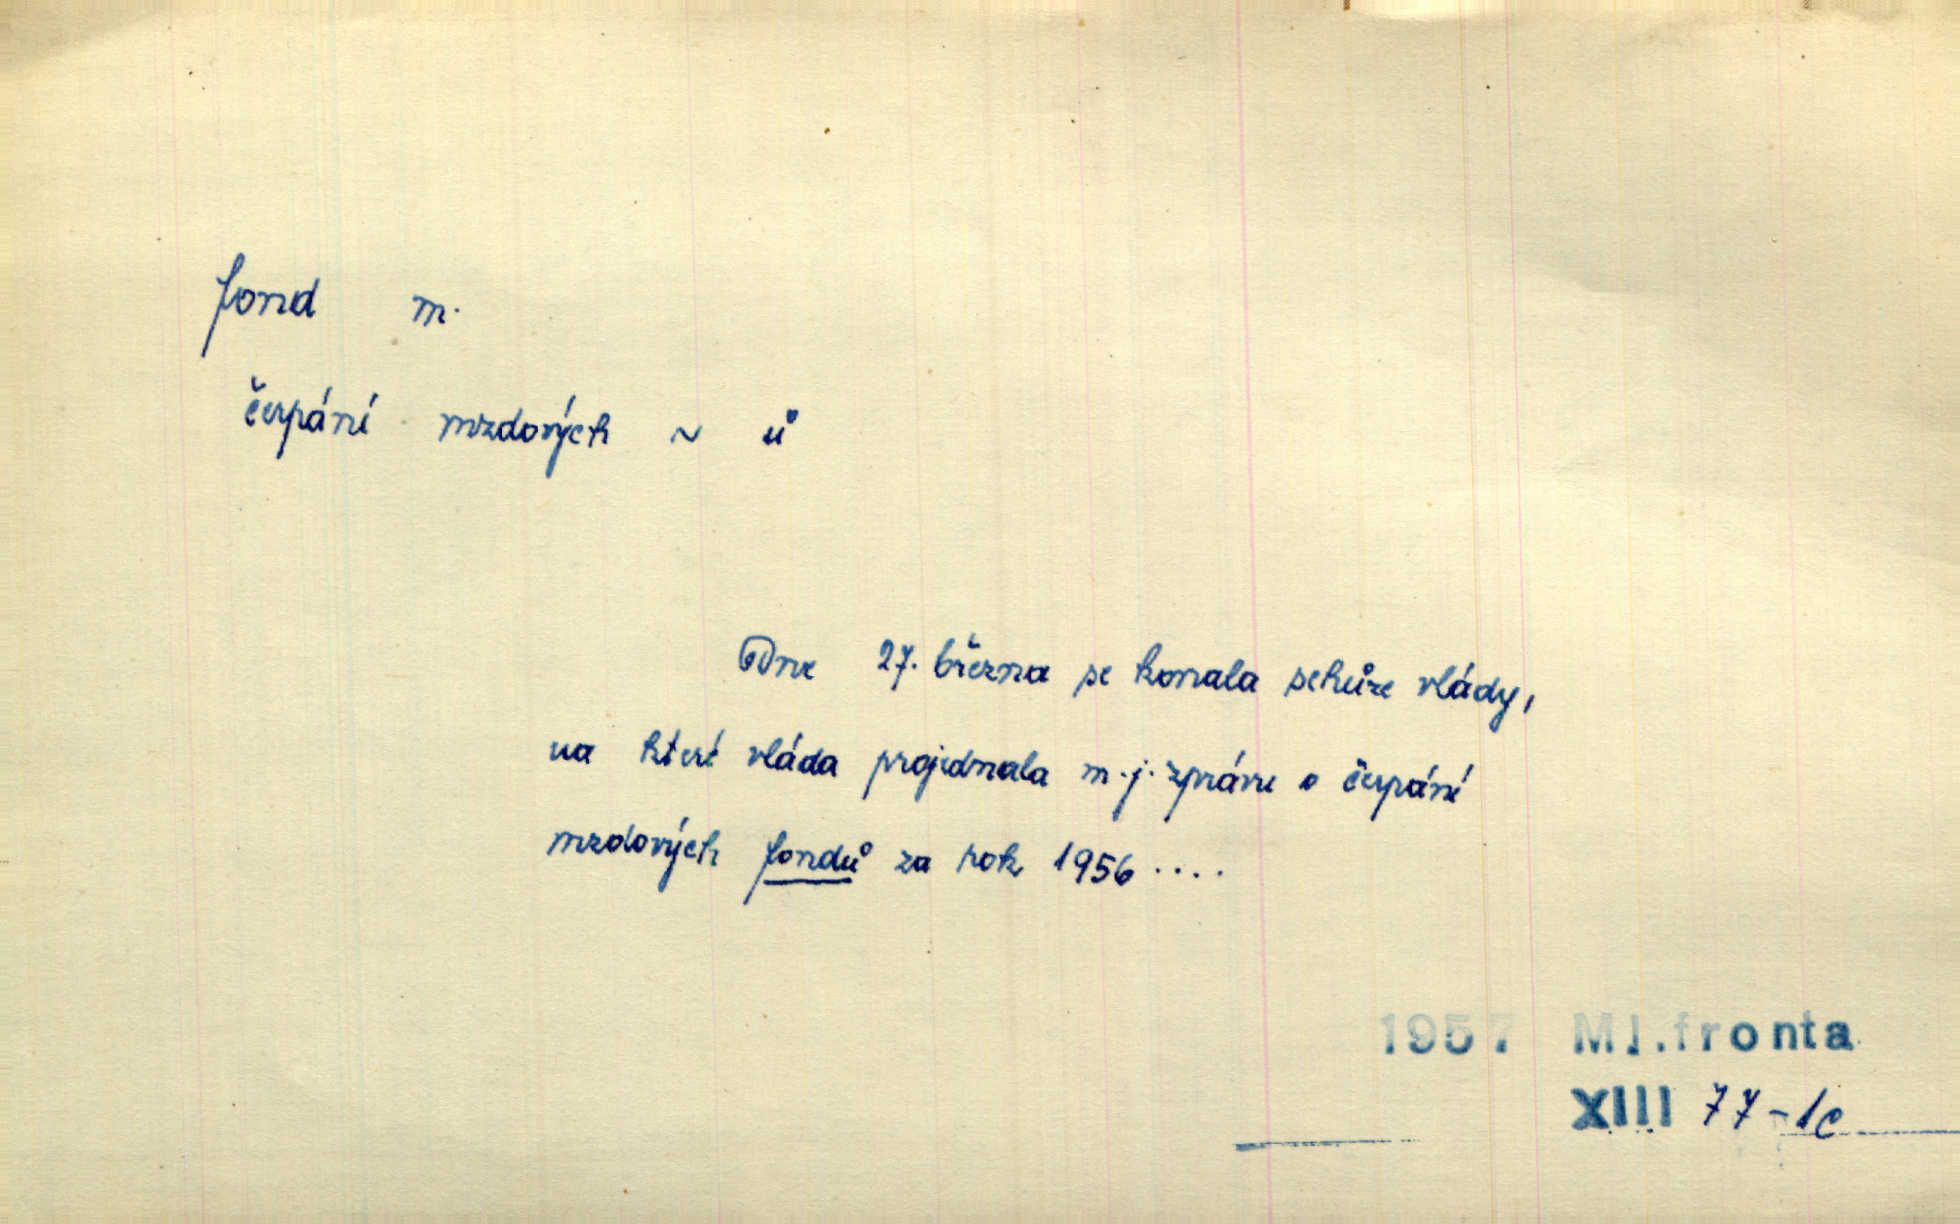 fond m.
čerpání mzdových ~ ů
Dne 27. března se konala schůze vlády,
na které vláda projednala m.j. zprávu o čerpání
mzdových fondů za rok 1956 ....
1957 Ml.fronta
XIII 77-1c